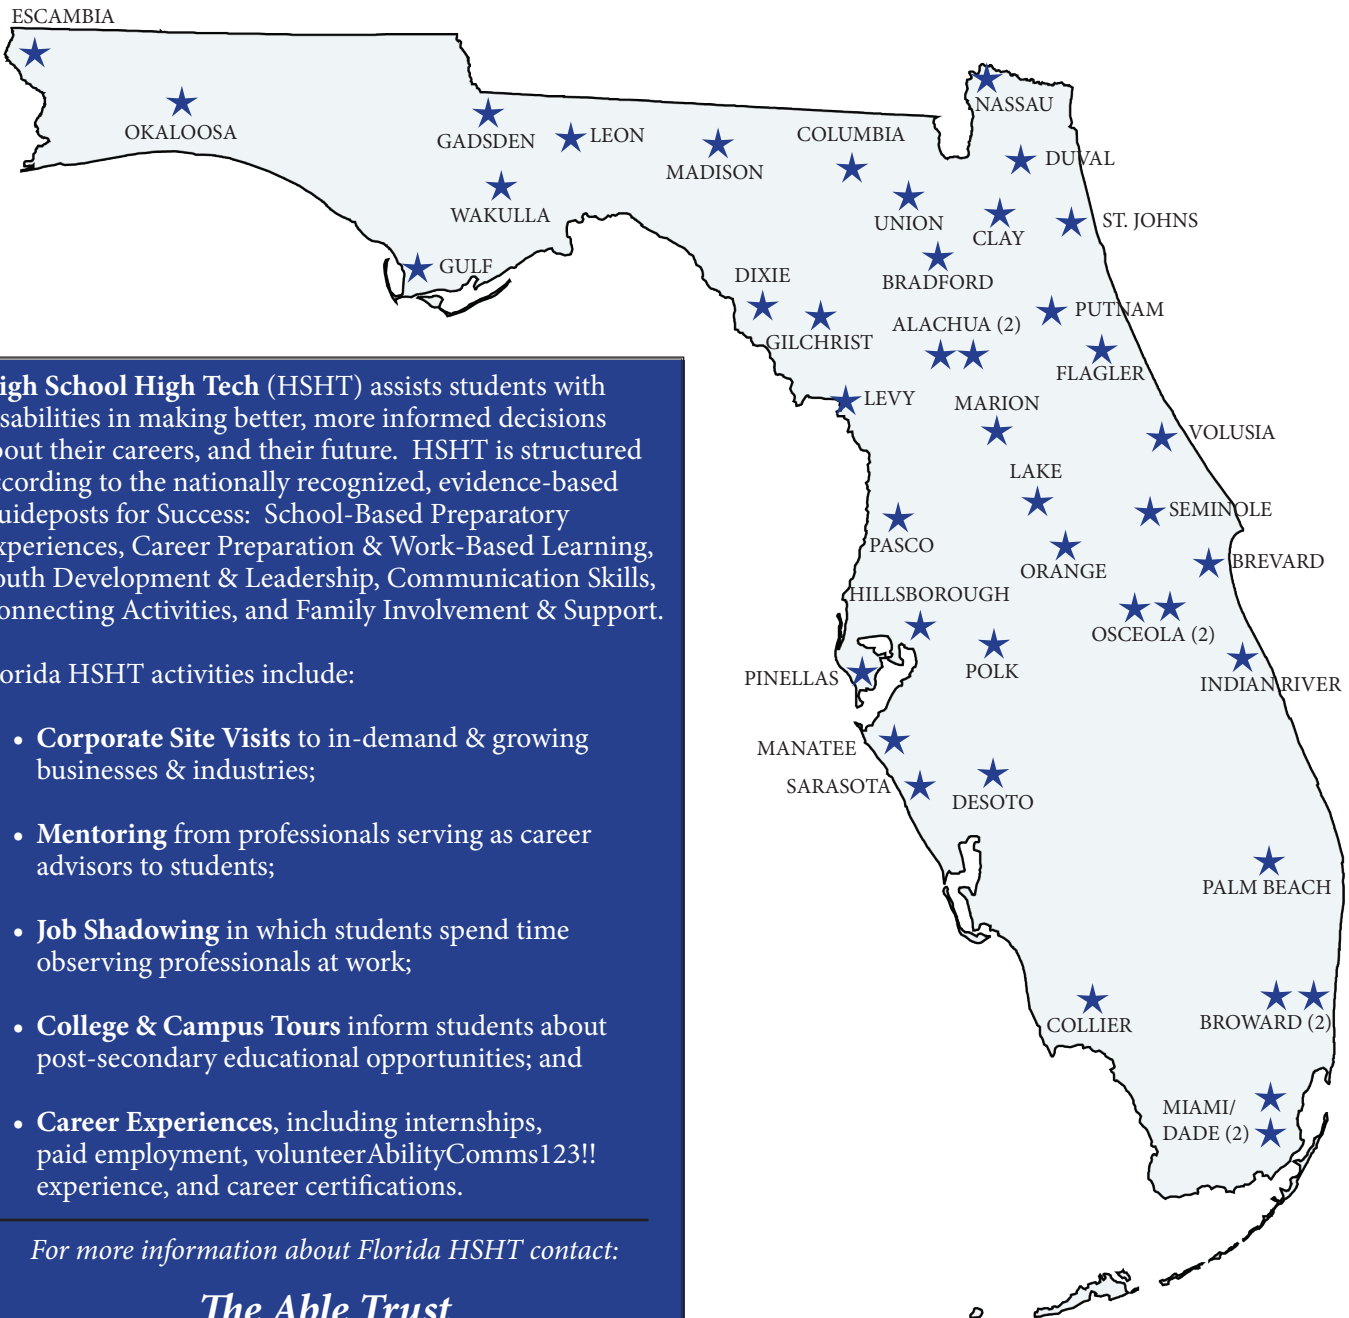 ESCAMBIA
OKALOOSA
GADSDEN
LEON
WAKULLA
GULF
MADISON
COLUMBIA
NASSAU
DUVAL
UNION
CLAY
ST. JOHNS
BRADFORD
DIXIE
GILCHRIST
ALACHUA (2)
PUTNAM
FLAGLER
LEVY
MARION
VOLUSIA
LAKE
SEMINOLE
PASCO
ORANGE
BREVARD
HILLSBOROUGH
OSCEOLA (2)
PINELLAS
POLK
INDIAN RIVER
MANATEE
SARASOTA
DESOTO
PALM BEACH
COLLIER
BROWARD (2)
MIAMI/
DADE (2)
igh School High Tech (HSHT) assists students with
sabilities in making better, more informed decisions
out their careers, and their future. HSHT is structured
cording to the nationally recognized, evidence-based
uideposts for Success: School-Based Preparatory
xperiences, Career Preparation & Work-Based Learning,
outh Development & Leadership, Communication Skills,
onnecting Activities, and Family Involvement & Support.
orida HSHT activities include:
• Corporate Site Visits to in-demand & growing
businesses & industries;
• Mentoring from professionals serving as career
advisors to students;
• Job Shadowing in which students spend time
observing professionals at work;
• College & Campus Tours inform students about
post-secondary educational opportunities; and
• Career Experiences, including internships,
paid employment, volunteerAbilityComms123!!
experience, and career certifications.
For more information about Florida HSHT contact:
The Able Trust